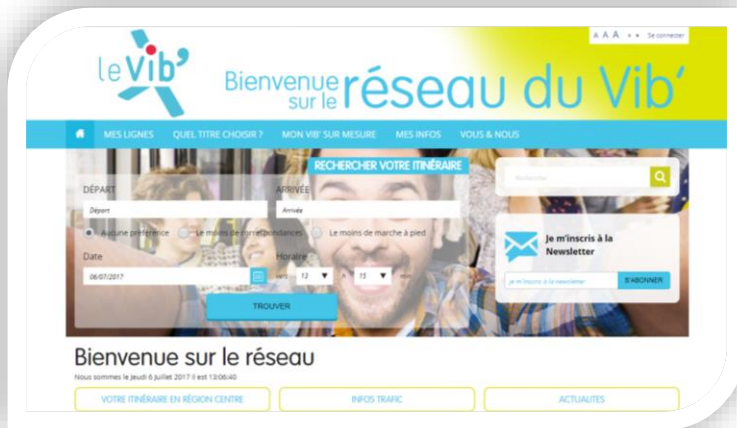 le Vib'
Bienvenue sur le réseau du Vib'
A A A Se connecter
MES LIGNES QUEL TITRE CHOISIR ? MON VIB' SUR MESURE MES INFOS VOUS & NOUS
RECHERCHER VOTRE ITINÉRAIRE
Rechercher
DÉPART ARRIVÉE
Départ Arrivée
Aucune préférence Le moins de correspondances Le moins de marche à pied
Date Horaire
06/07/2017 vers 13 h 15 min
TROUVER
Je m'inscris à la
Newsletter
Je m'inscris à la newsletter S'ABONNER
Bienvenue sur le réseau
Nous sommes le Jeudi 6 Juillet 2017 il est 13:06:40
VOTRE ITINÉRAIRE EN RÉGION CENTRE INFOS TRAFIC ACTUALITES